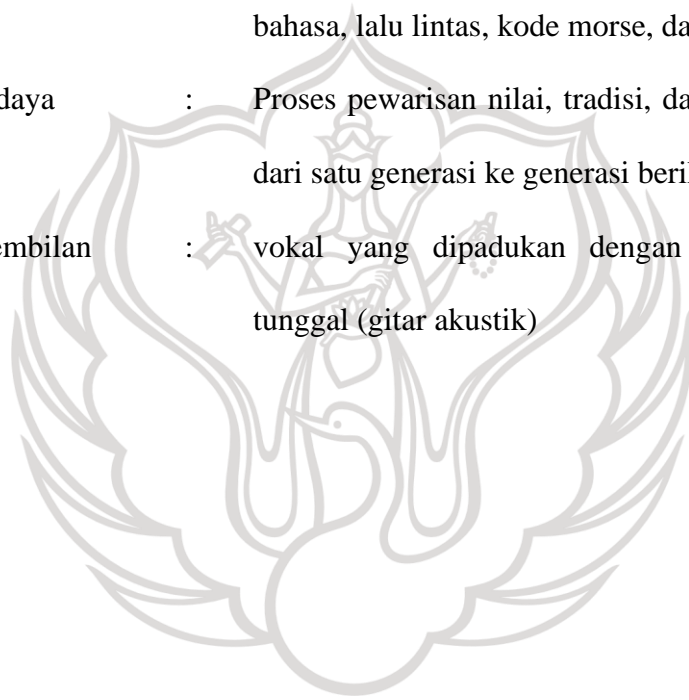 bahasa, lalu lintas, kode morse, da
daya : Proses pewarisan nilai, tradisi, da
dari satu generasi ke generasi beri
embilan : vokal yang dipadukan dengan
tunggal (gitar akustik)